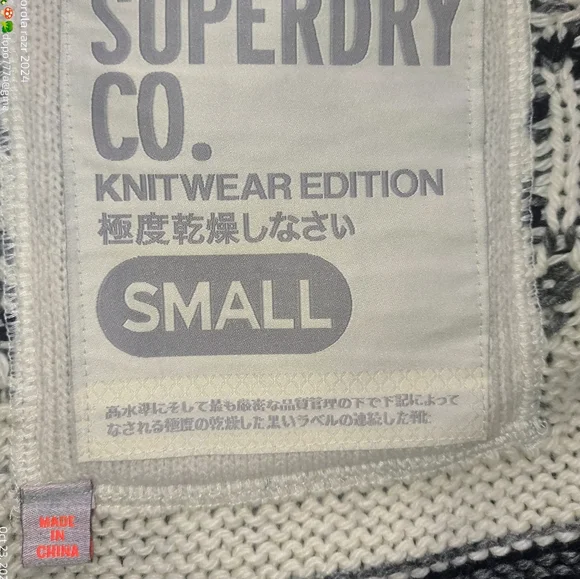 SUPERDRY
CO.
KNITWEAR EDITION
極度乾燥しなさい
SMALL
高水準にそして最も厳密な品質管理の下で下記によって
なされる極度の乾燥した黒いラベルの連続した靴
MADE
IN
CHINA